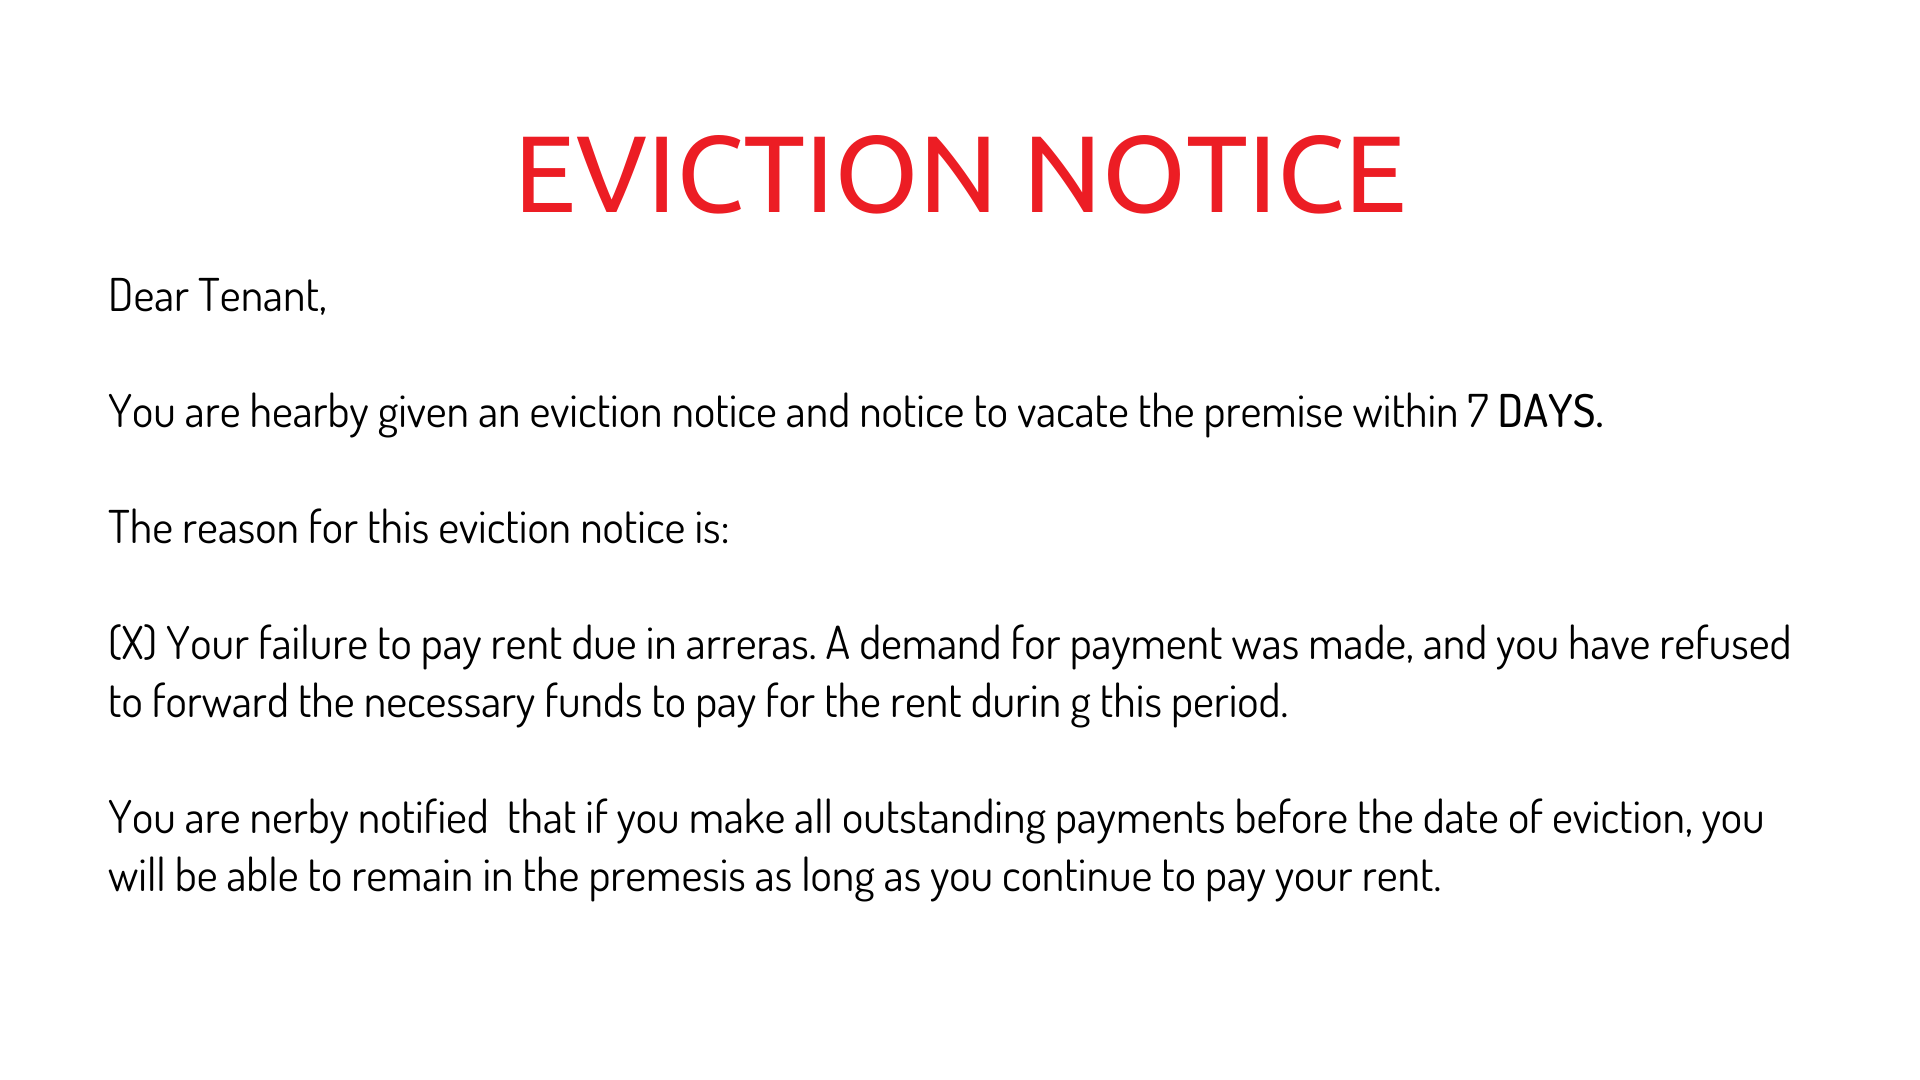 EVICTION NOTICE
Dear Tenant,
You are hearby given an eviction notice and notice to vacate the premise within 7 DAYS.
The reason for this eviction notice is:
(X) Your failure to pay rent due in arreras. A demand for payment was made, and you have refused
to forward the necessary funds to pay for the rent durin g this period.
You are nerby notified  that if you make all outstanding payments before the date of eviction, you
will be able to remain in the premesis as long as you continue to pay your rent.